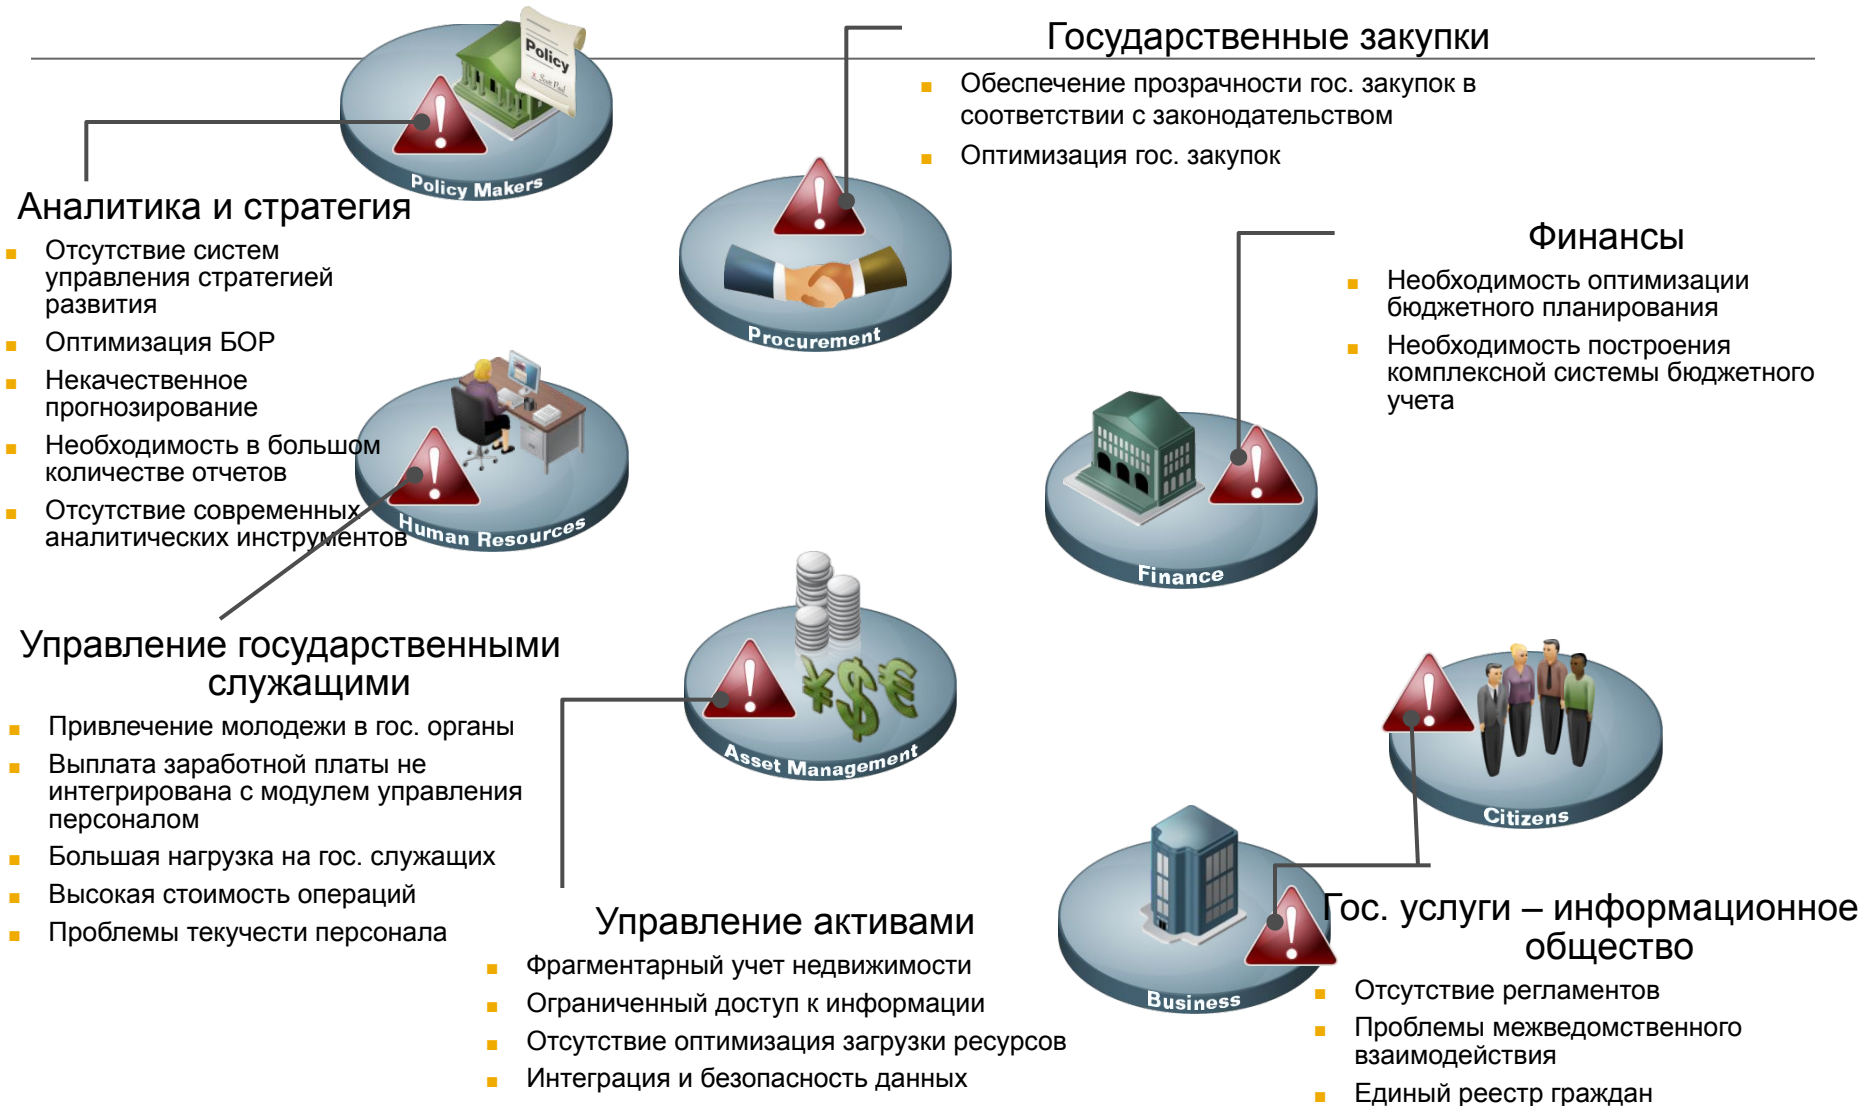 Policy
Policy Makers
Государственные закупки
Обеспечение прозрачности гос. закупок в
соответствии с законодательством
Оптимизация гос. закупок
Procurement
Аналитика и стратегия
Отсутствие систем
управления стратегией
развития
Оптимизация БОР
Некачественное
прогнозирование
Необходимость в большом
количестве отчетов
Отсутствие современных
аналитических инструментов
Human Resources
Финансы
Необходимость оптимизации
бюджетного планирования
Необходимость построения
комплексной системы бюджетного
учета
Finance
Управление государственными
служащими
Привлечение молодежи в гос. органы
Выплата заработной платы не
интегрирована с модулем управления
персоналом
Большая нагрузка на гос. служащих
Высокая стоимость операций
Проблемы текучести персонала
Asset Management
Управление активами
Фрагментарный учет недвижимости
Ограниченный доступ к информации
Отсутствие оптимизация загрузки ресурсов
Интеграция и безопасность данных
Citizens
Business
Гос. услуги – информационное
общество
Отсутствие регламентов
Проблемы межведомственного
взаимодействия
Единый реестр граждан